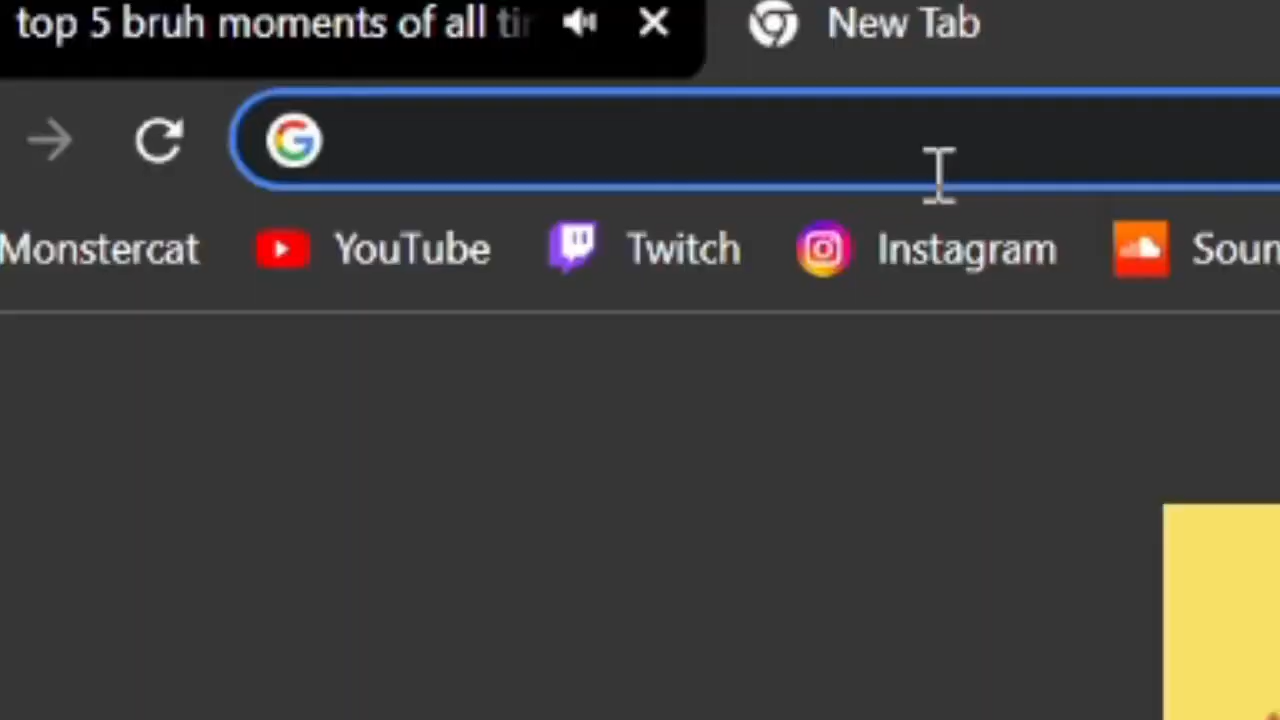 top 5 bruh moments of all
New Tab
Monstercat YouTube Twitch Instagram